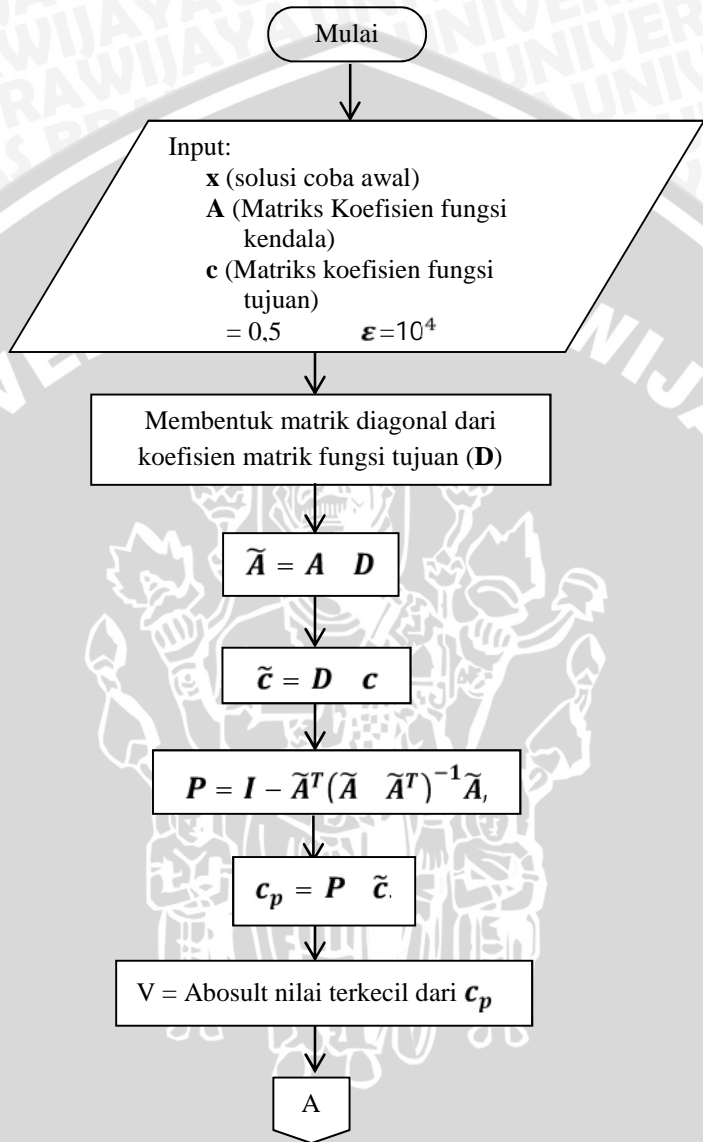 Mulai
Input:
x (solusi coba awal)
A (Matriks Koefisien fungsi
kendala)
c (Matriks koefisien fungsi
tujuan)
= 0,5 ε=10⁴
Membentuk matrik diagonal dari
koefisien matrik fungsi tujuan (D)
Ã = A D
c̃ = D c
P = I − Ãᵀ(Ã Ãᵀ)⁻¹Ã,
cₚ = P c̃.
V = Abosult nilai terkecil dari cₚ
A